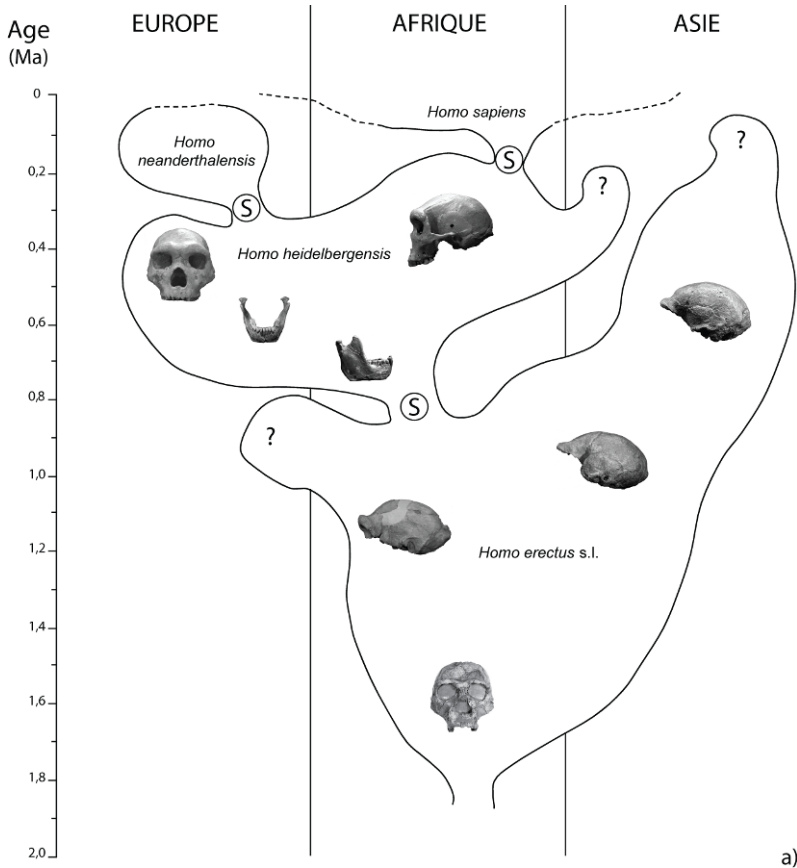 Age
(Ma)
EUROPE
AFRIQUE
ASIE
0
0,2
0,4
0,6
0,8
1,0
1,2
1,4
1,6
1,8
2,0
Homo sapiens
Homo
neanderthalensis
?
?
S
S
Homo heidelbergensis
S
?
Homo erectus s.l.
a)